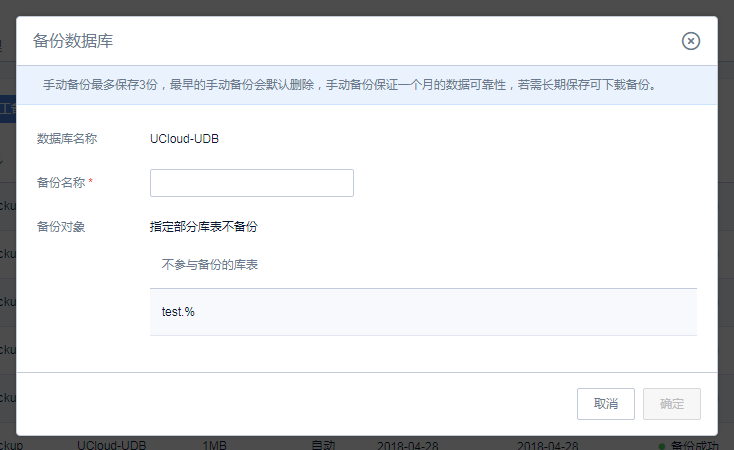 备份数据库
手动备份最多保存3份，最早的手动备份会默认删除，手动备份保证一个月的数据可靠性，若需长期保存可下载备份。
数据库名称 UCloud-UDB
备份名称 *
备份对象 指定部分库表不备份
不参与备份的库表
test.%
取消 确定
ckup UCloud-UDB 1MB 自动 2018-04-28 2018-04-28 备份成功